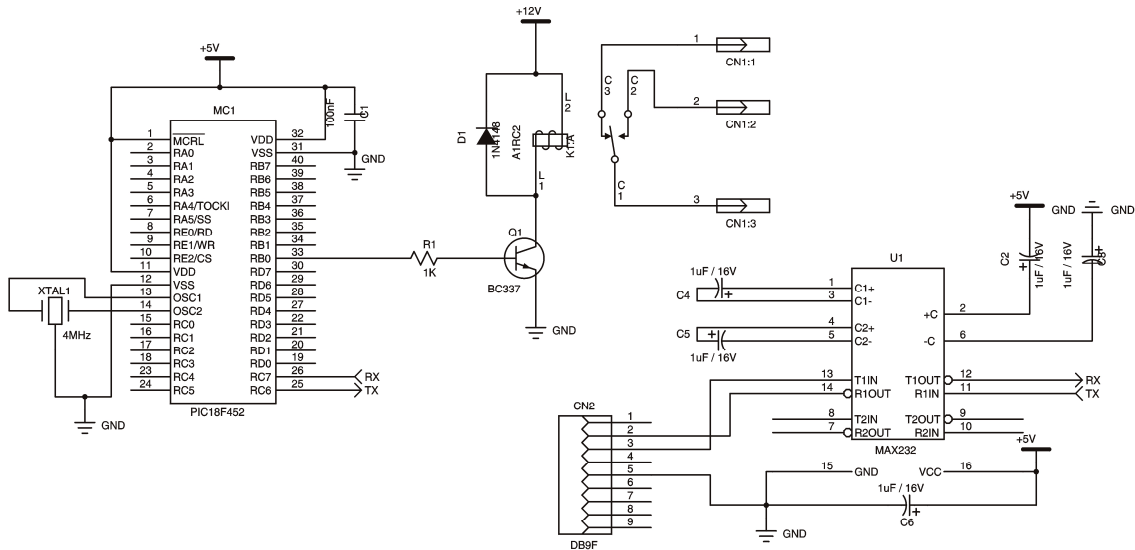 +12V
+5V
MC1
100nF
C1
GND
1 MCRL VDD 32
2 RA0 VSS 31
3 RA1 RB7 40
4 RA2 RB6 39
5 RA3 RB5 38
6 RA4/TOCKI RB4 37
7 RA5/SS RB3 36
8 RE0/RD RB2 35
9 RE1/WR RB1 34
10 RE2/CS RB0 33
11 VDD RD7 30
12 VSS RD6 29
13 OSC1 RD5 28
14 OSC2 RD4 27
15 RC0 RD3 22
16 RC1 RD2 21
17 RC2 RD1 20
18 RC3 RD0 19
23 RC4 RC7 26 RX
24 RC5 RC6 25 TX
PIC18F452
XTAL1
4MHz
GND
R1
1K
D1
1N4148
A1RC2
L
2
K1:A
L
1
Q1
BC337
GND
C
3
C
2
C
1
1 CN1:1
2 CN1:2
3 CN1:3
+5V
GND
GND
C2
1uF / 16V
1uF / 16V
C3
U1
1uF / 16V
C4
C5
1uF / 16V
1 C1+
3 C1-
4 C2+
5 C2-
+C 2
-C 6
13 T1IN T1OUT 12 RX
14 R1OUT R1IN 11 TX
8 T2IN T2OUT 9
7 R2OUT R2IN 10
MAX232
+5V
15 GND VCC 16
1uF / 16V
C6
GND
CN2
1
2
3
4
5
6
7
8
9
DB9F